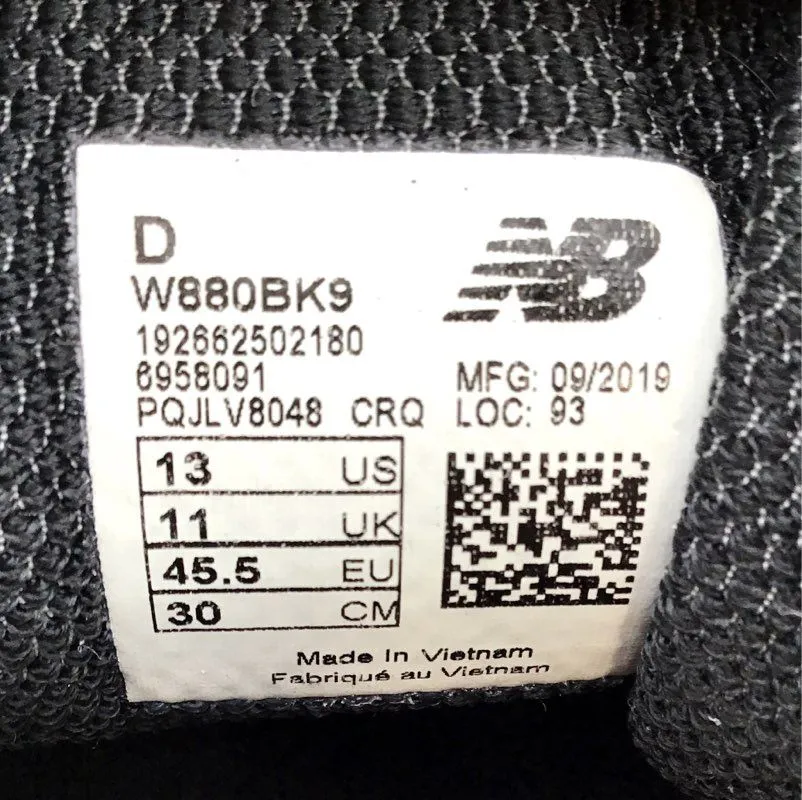 D
NB
W880BK9
192662502180
6958091
MFG: 09/2019
PQJLV8048 CRQ
LOC: 93
13 US
11 UK
45.5 EU
30 CM
Made In Vietnam
Fabriqué au Vietnam